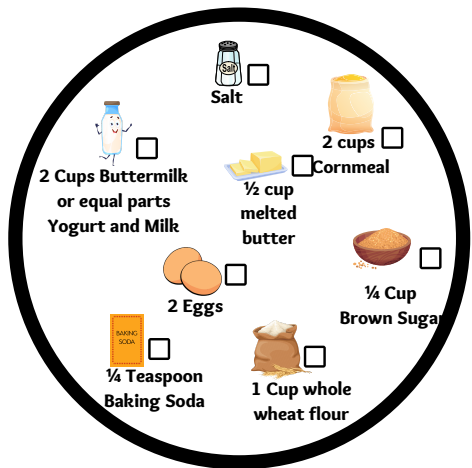 Salt
Salt
2 cups
Cornmeal
2 Cups Buttermilk
or equal parts
Yogurt and Milk
½ cup
melted
butter
2 Eggs
¼ Cup
Brown Sugar
BAKING
SODA
¼ Teaspoon
Baking Soda
1 Cup whole
wheat flour